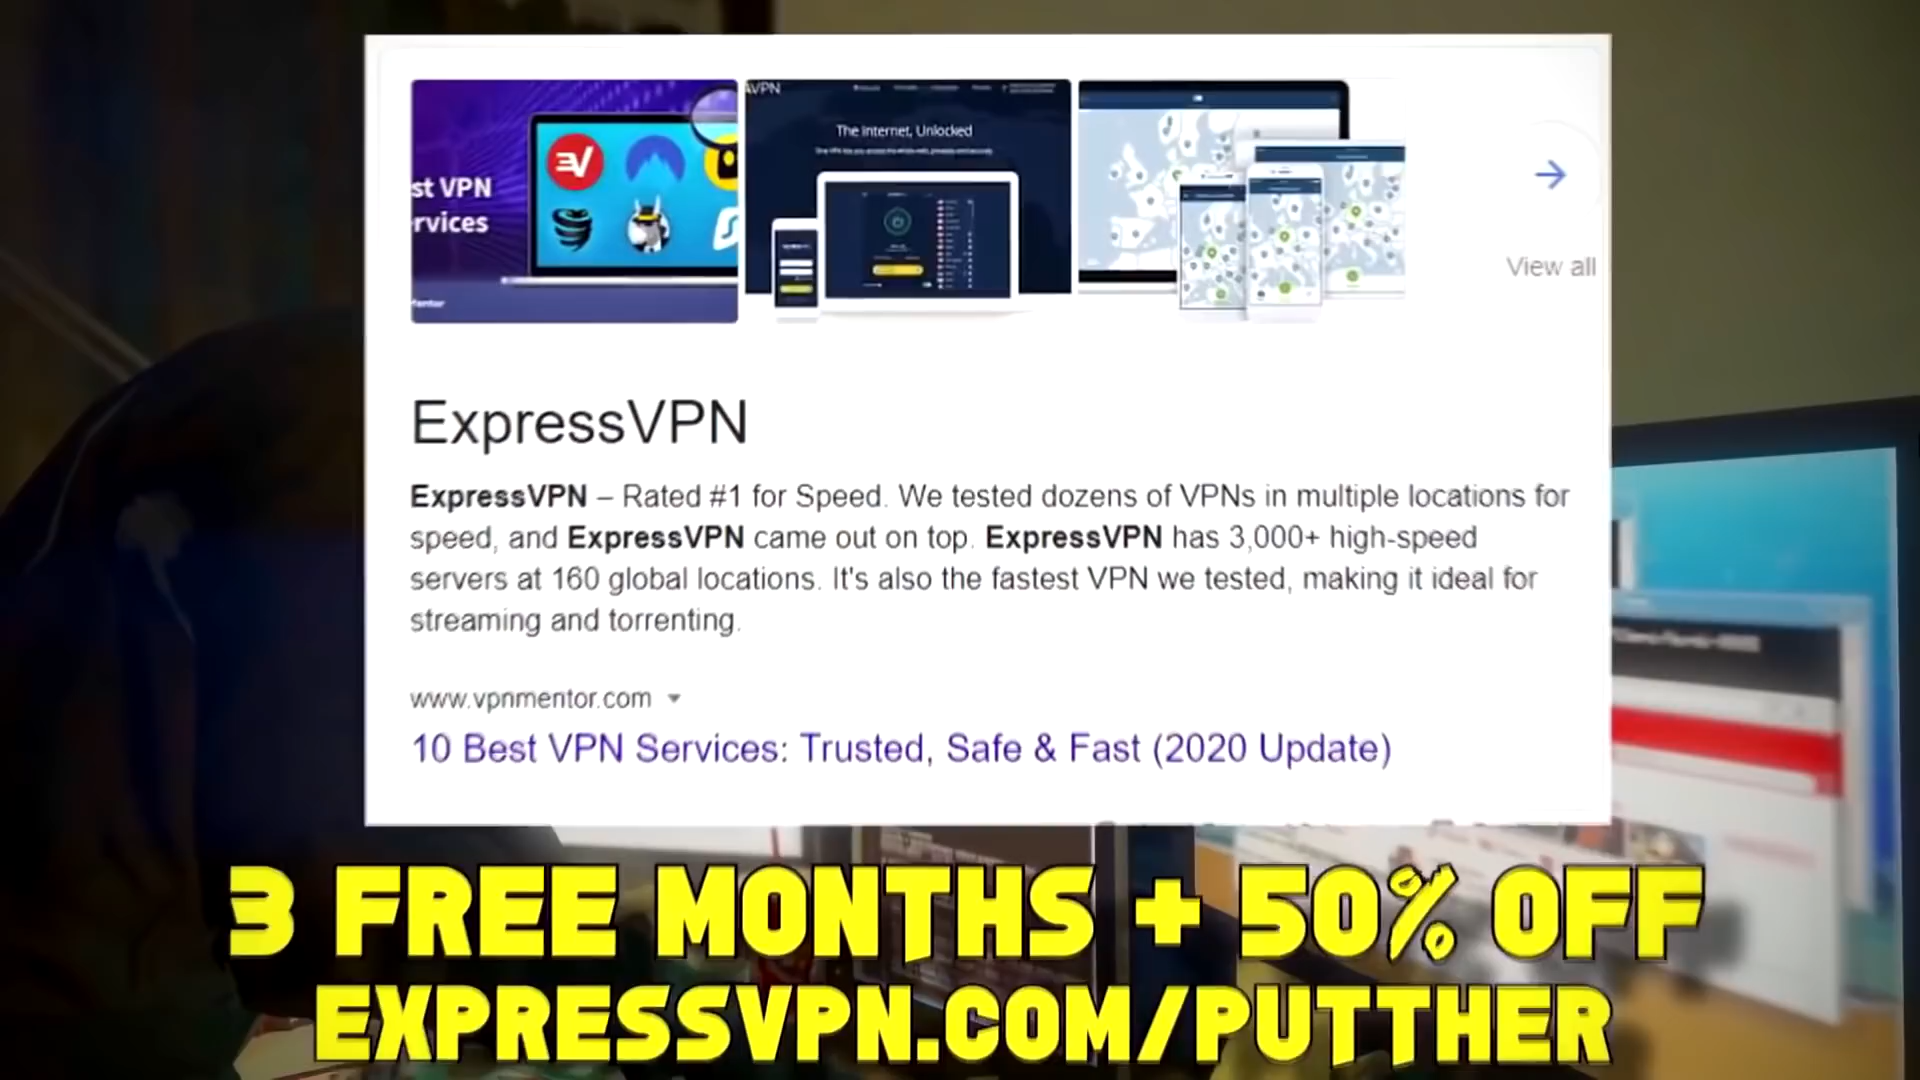 st VPN
rvices
VPN
The Internet, Unlocked
View all
ExpressVPN
ExpressVPN – Rated #1 for Speed. We tested dozens of VPNs in multiple locations for
speed, and ExpressVPN came out on top. ExpressVPN has 3,000+ high-speed
servers at 160 global locations. It's also the fastest VPN we tested, making it ideal for
streaming and torrenting.
www.vpnmentor.com
10 Best VPN Services: Trusted, Safe & Fast (2020 Update)
3 FREE MONTHS + 50% OFF
EXPRESSVPN.COM/PUTTHER